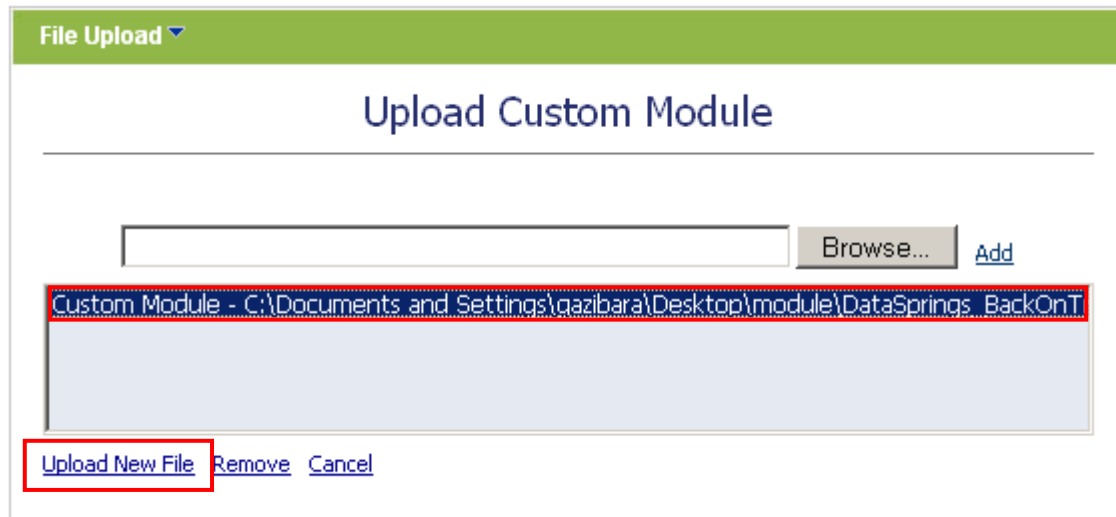 File Upload
Upload Custom Module
Browse... Add
Custom Module - C:\Documents and Settings\gazibara\Desktop\module\DataSprings_BackOnT
Upload New File Remove Cancel